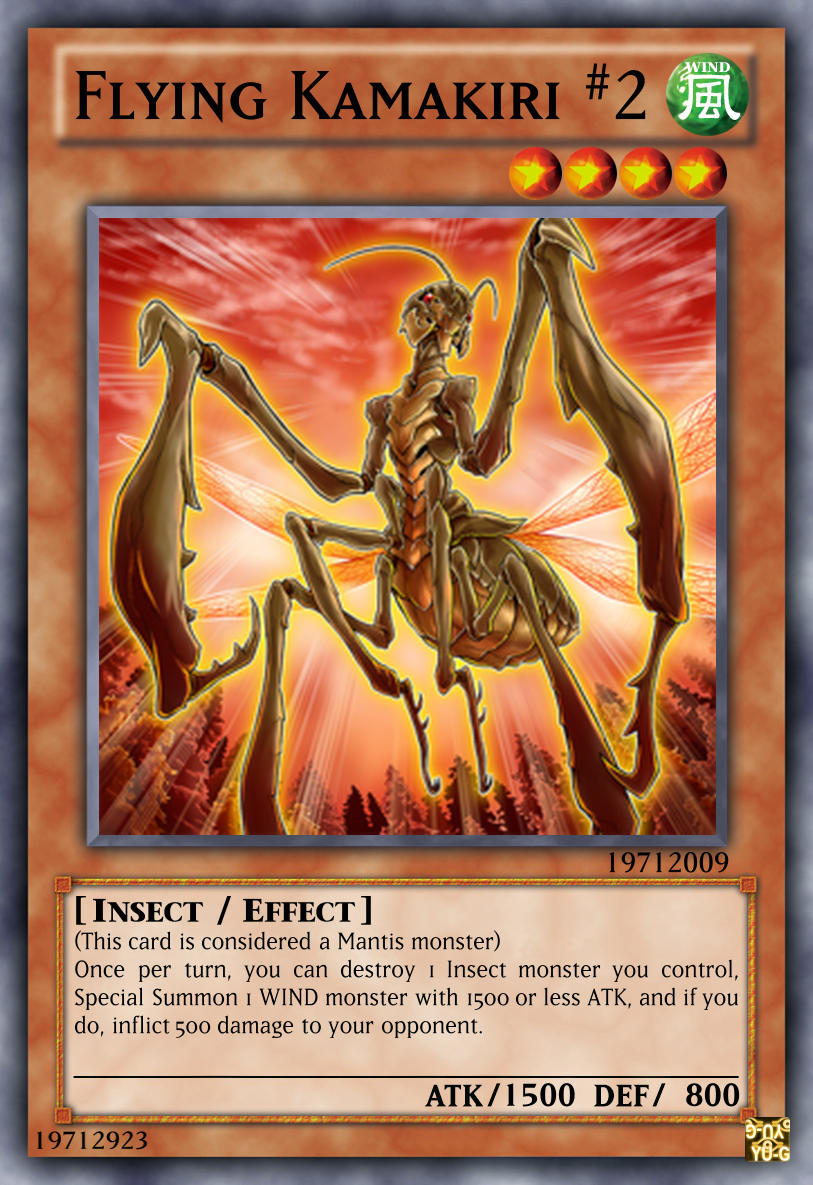 Flying Kamakiri #2
WIND
風
19712009
[ Insect / Effect ]
(This card is considered a Mantis monster)
Once per turn, you can destroy 1 Insect monster you control,
Special Summon 1 WIND monster with 1500 or less ATK, and if you
do, inflict 500 damage to your opponent.
ATK/1500 DEF/ 800
19712923
YU-G